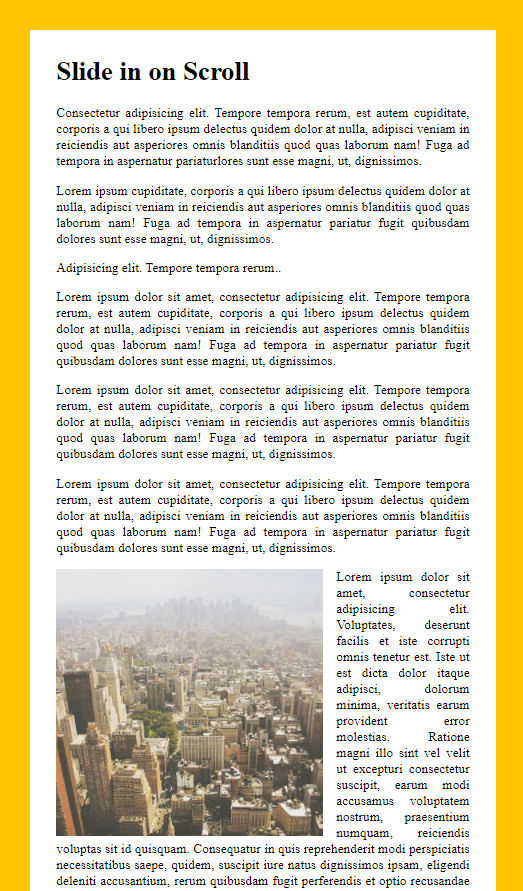 Slide in on Scroll
Consectetur adipisicing elit. Tempore tempora rerum, est autem cupiditate,
corporis a qui libero ipsum delectus quidem dolor at nulla, adipisci veniam in
reiciendis aut asperiores omnis blanditiis quod quas laborum nam! Fuga ad
tempora in aspernatur pariaturlores sunt esse magni, ut, dignissimos.
Lorem ipsum cupiditate, corporis a qui libero ipsum delectus quidem dolor at
nulla, adipisci veniam in reiciendis aut asperiores omnis blanditiis quod quas
laborum nam! Fuga ad tempora in aspernatur pariatur fugit quibusdam
dolores sunt esse magni, ut, dignissimos.
Adipisicing elit. Tempore tempora rerum..
Lorem ipsum dolor sit amet, consectetur adipisicing elit. Tempore tempora
rerum, est autem cupiditate, corporis a qui libero ipsum delectus quidem
dolor at nulla, adipisci veniam in reiciendis aut asperiores omnis blanditiis
quod quas laborum nam! Fuga ad tempora in aspernatur pariatur fugit
quibusdam dolores sunt esse magni, ut, dignissimos.
Lorem ipsum dolor sit amet, consectetur adipisicing elit. Tempore tempora
rerum, est autem cupiditate, corporis a qui libero ipsum delectus quidem
dolor at nulla, adipisci veniam in reiciendis aut asperiores omnis blanditiis
quod quas laborum nam! Fuga ad tempora in aspernatur pariatur fugit
quibusdam dolores sunt esse magni, ut, dignissimos.
Lorem ipsum dolor sit amet, consectetur adipisicing elit. Tempore tempora
rerum, est autem cupiditate, corporis a qui libero ipsum delectus quidem
dolor at nulla, adipisci veniam in reiciendis aut asperiores omnis blanditiis
quod quas laborum nam! Fuga ad tempora in aspernatur pariatur fugit
quibusdam dolores sunt esse magni, ut, dignissimos.
Lorem ipsum dolor sit
amet, consectetur
adipisicing elit.
Voluptates, deserunt
facilis et iste corrupti
omnis tenetur est. Iste ut
est dicta dolor itaque
adipisci, dolorum
minima, veritatis earum
provident error
molestias. Ratione
magni illo sint vel velit
ut excepturi consectetur
suscipit, earum modi
accusamus voluptatem
nostrum, praesentium
numquam, reiciendis
voluptas sit id quisquam. Consequatur in quis reprehenderit modi perspiciatis
necessitatibus saepe, quidem, suscipit iure natus dignissimos ipsam, eligendi
deleniti accusantium, rerum quibusdam fugit perferendis et optio recusandae